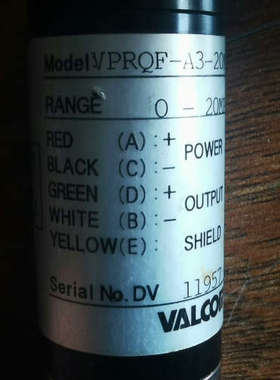 Model VPRQF-A3-20
RANGE 0 - 20M
RED (A): + POWER
BLACK (C): -
GREEN (D): + OUTPUT
WHITE (B): -
YELLOW(E): SHIELD
Serial No. DV 11957
VALCO